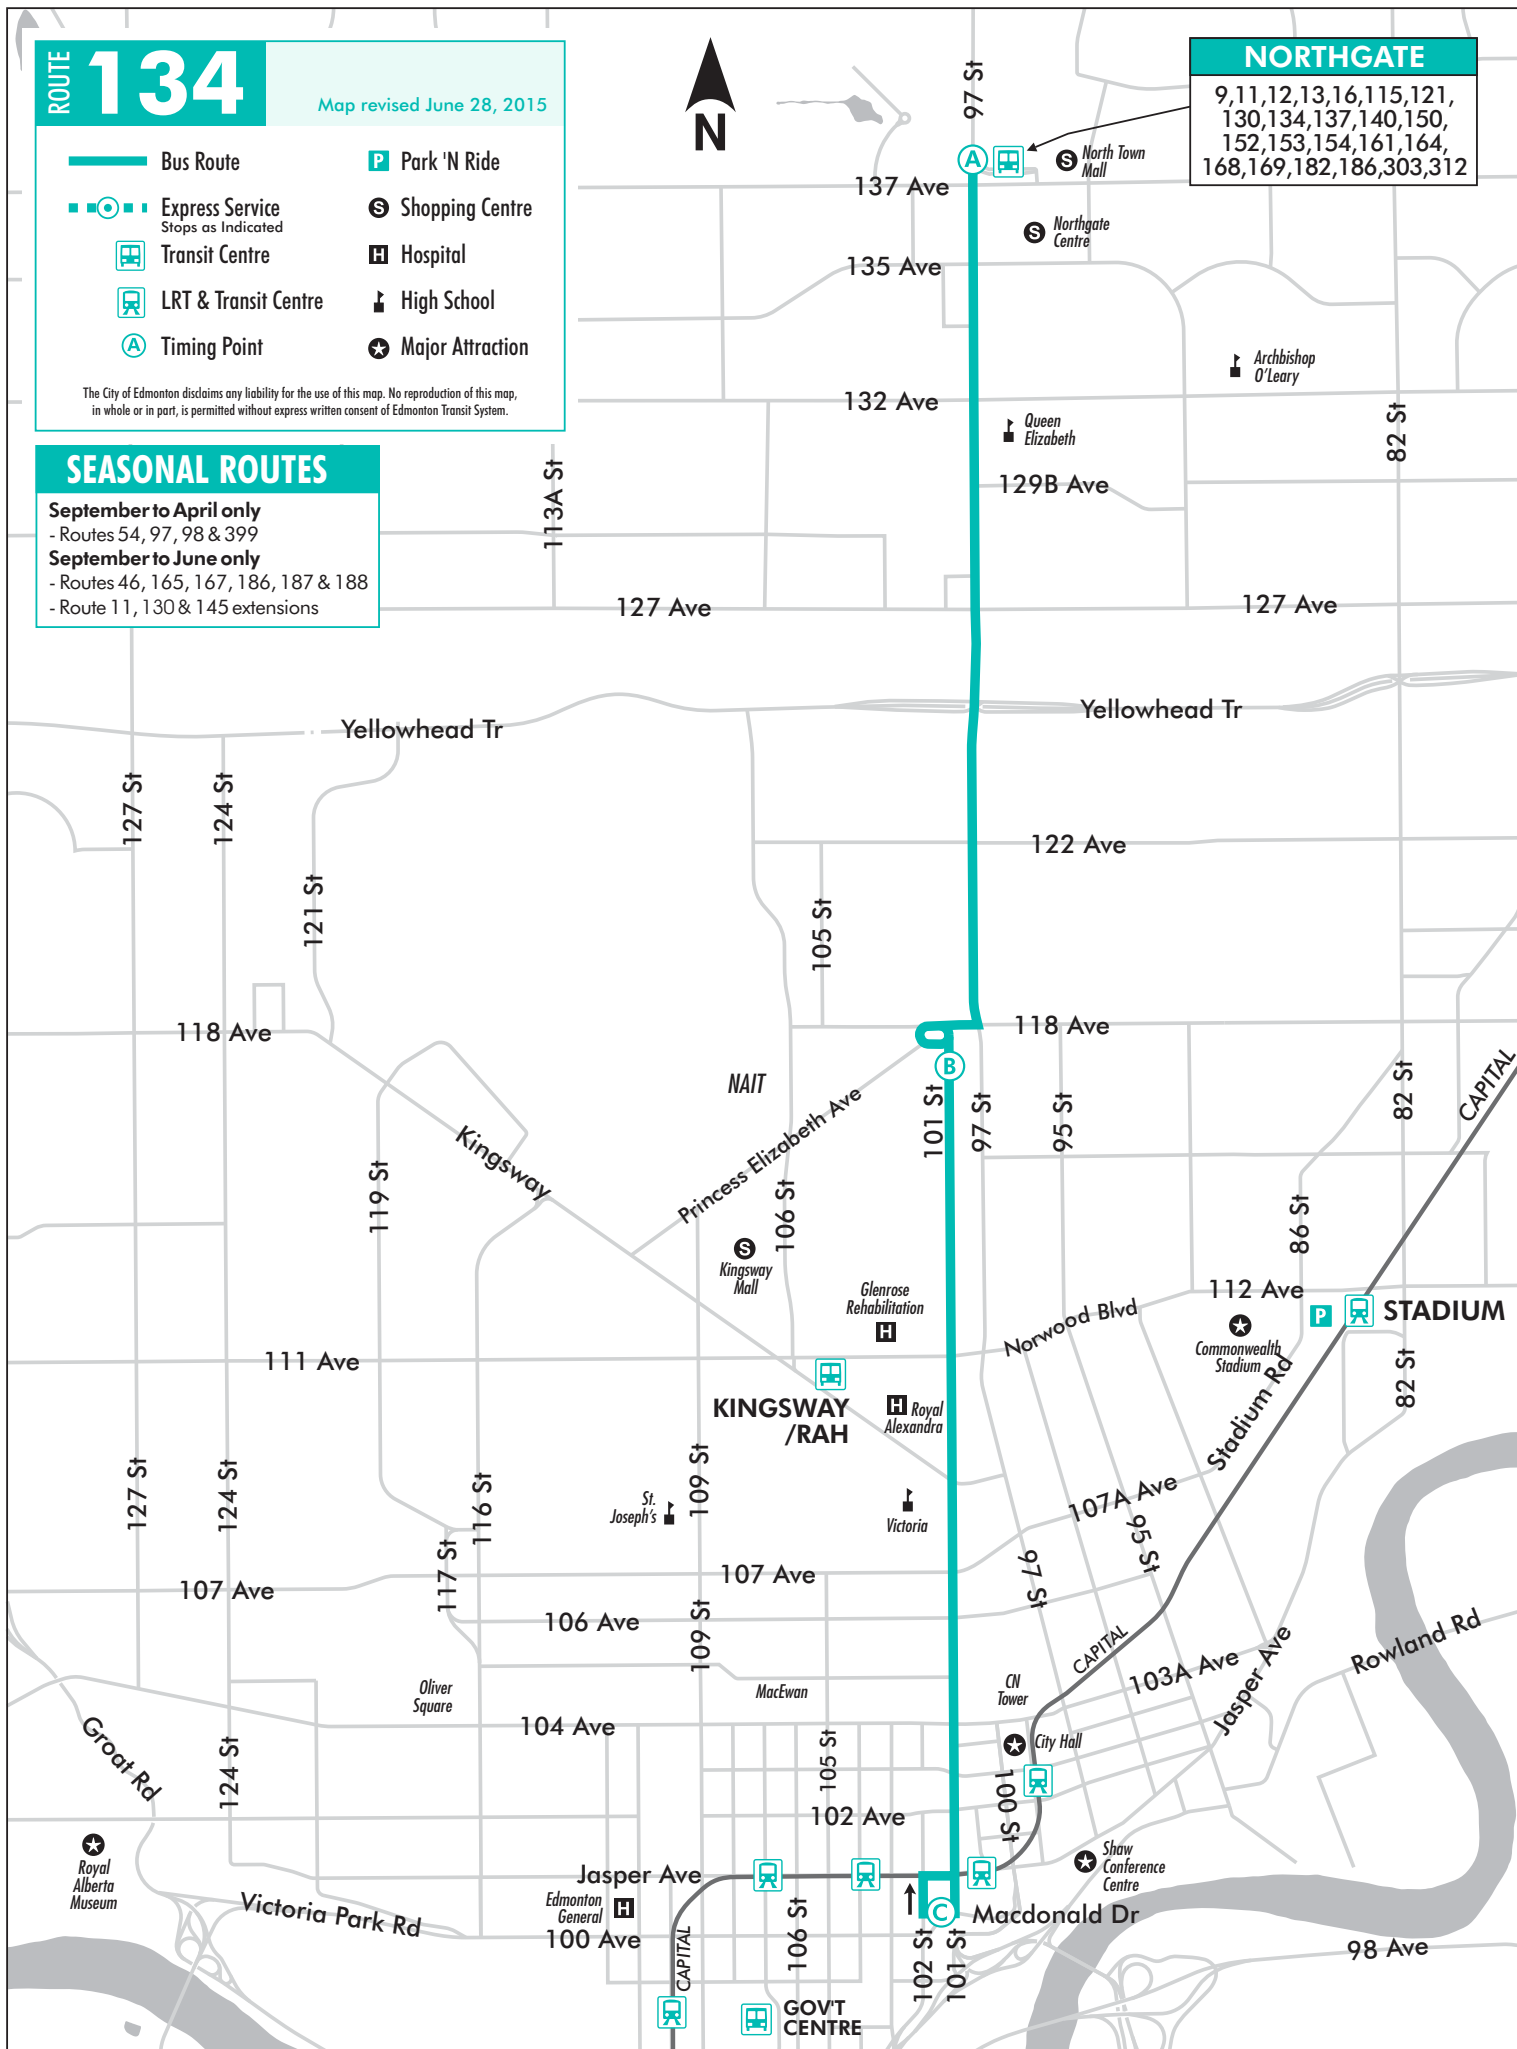 ROUTE 134
Map revised June 28, 2015
Bus Route
Express Service
Stops as Indicated
Transit Centre
LRT & Transit Centre
A Timing Point
P Park 'N Ride
S Shopping Centre
H Hospital
High School
Major Attraction
The City of Edmonton disclaims any liability for the use of this map. No reproduction of this map,
in whole or in part, is permitted without express written consent of Edmonton Transit System.
SEASONAL ROUTES
September to April only
- Routes 54, 97, 98 & 399
September to June only
- Routes 46, 165, 167, 186, 187 & 188
- Route 11, 130 & 145 extensions
N
NORTHGATE
9,11,12,13,16,115,121,
130,134,137,140,150,
152,153,154,161,164,
168,169,182,186,303,312
97 St
A
S North Town
Mall
137 Ave
S Northgate
Centre
135 Ave
Archbishop
O'Leary
132 Ave
82 St
Queen
Elizabeth
113A St
129B Ave
127 Ave
127 Ave
Yellowhead Tr
Yellowhead Tr
127 St
124 St
122 Ave
121 St
105 St
118 Ave
118 Ave
B
NAIT
101 St
97 St
95 St
82 St
CAPITAL
Kingsway
Princess Elizabeth Ave
119 St
106 St
86 St
S
Kingsway
Mall
Glenrose
Rehabilitation
H
112 Ave
P
STADIUM
Norwood Blvd
Commonwealth
Stadium
111 Ave
82 St
KINGSWAY
/RAH
H Royal
Alexandra
Stadium Rd
127 St
124 St
116 St
109 St
St.
Joseph's
Victoria
107A Ave
95 St
97 St
117 St
107 Ave
107 Ave
106 Ave
109 St
CAPITAL
Rowland Rd
103A Ave
Jasper Ave
Oliver
Square
MacEwan
CN
Tower
104 Ave
City Hall
Groat Rd
124 St
105 St
100 St
102 Ave
Royal
Alberta
Museum
Shaw
Conference
Centre
Jasper Ave
Edmonton
General
H
Victoria Park Rd
C
Macdonald Dr
100 Ave
106 St
102 St
101 St
98 Ave
CAPITAL
GOV'T
CENTRE